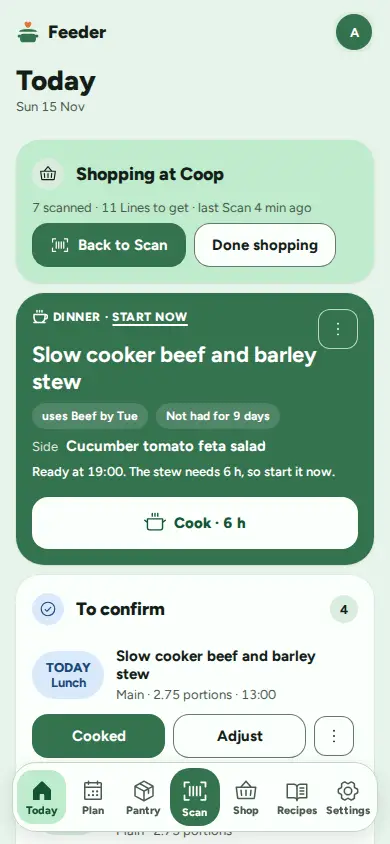 Feeder
A
Today
Sun 15 Nov
Shopping at Coop
7 scanned · 11 Lines to get · last Scan 4 min ago
Back to Scan
Done shopping
DINNER · START NOW
Slow cooker beef and barley
stew
uses Beef by Tue
Not had for 9 days
Side Cucumber tomato feta salad
Ready at 19:00. The stew needs 6 h, so start it now.
Cook · 6 h
To confirm
4
TODAY
Lunch
Slow cooker beef and barley
stew
Main · 2.75 portions · 13:00
Cooked
Adjust
Today
Plan
Pantry
Scan
Shop
Recipes
Settings